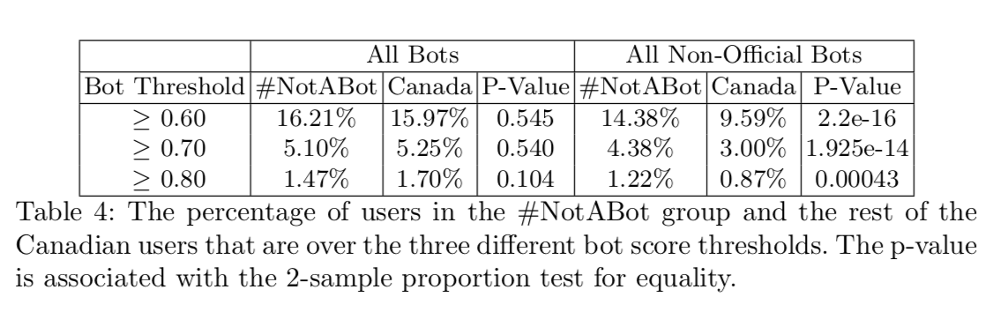 All Bots All Non-Official Bots
Bot Threshold #NotABot Canada P-Value #NotABot Canada P-Value
≥ 0.60 16.21% 15.97% 0.545 14.38% 9.59% 2.2e-16
≥ 0.70 5.10% 5.25% 0.540 4.38% 3.00% 1.925e-14
≥ 0.80 1.47% 1.70% 0.104 1.22% 0.87% 0.00043
Table 4: The percentage of users in the #NotABot group and the rest of the
Canadian users that are over the three different bot score thresholds. The p-value
is associated with the 2-sample proportion test for equality.